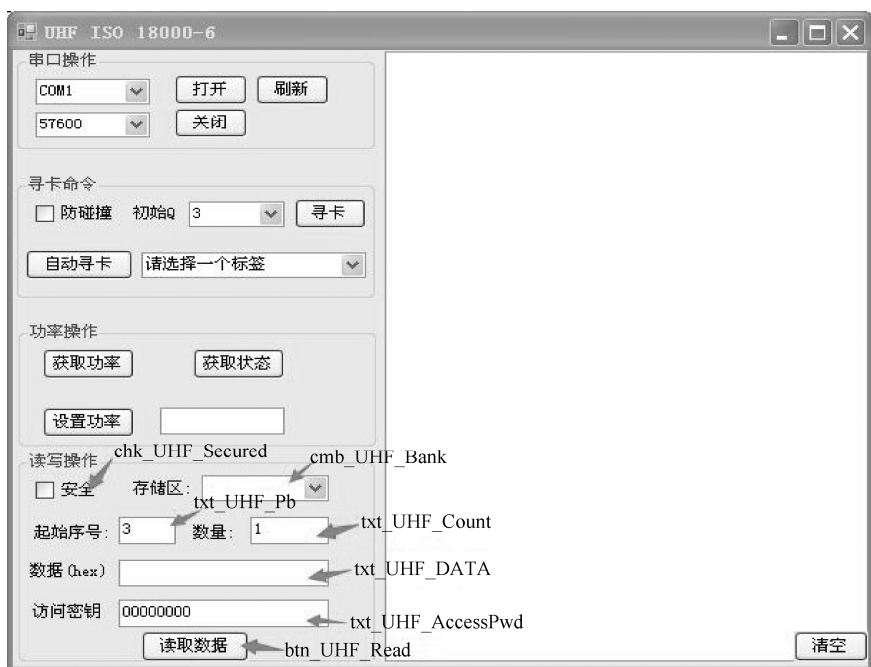 UHF ISO 18000-6
串口操作
COM1 打开 刷新
57600 关闭
寻卡命令
防碰撞 初始Q 3 寻卡
自动寻卡 请选择一个标签
功率操作
获取功率 获取状态
设置功率
读写操作 chk_UHF_Secured cmb_UHF_Bank
安全 存储区:
txt_UHF_Pb
起始序号: 3 数量: 1 txt_UHF_Count
数据(hex) txt_UHF_DATA
访问密钥 00000000 txt_UHF_AccessPwd
读取数据 btn_UHF_Read 清空